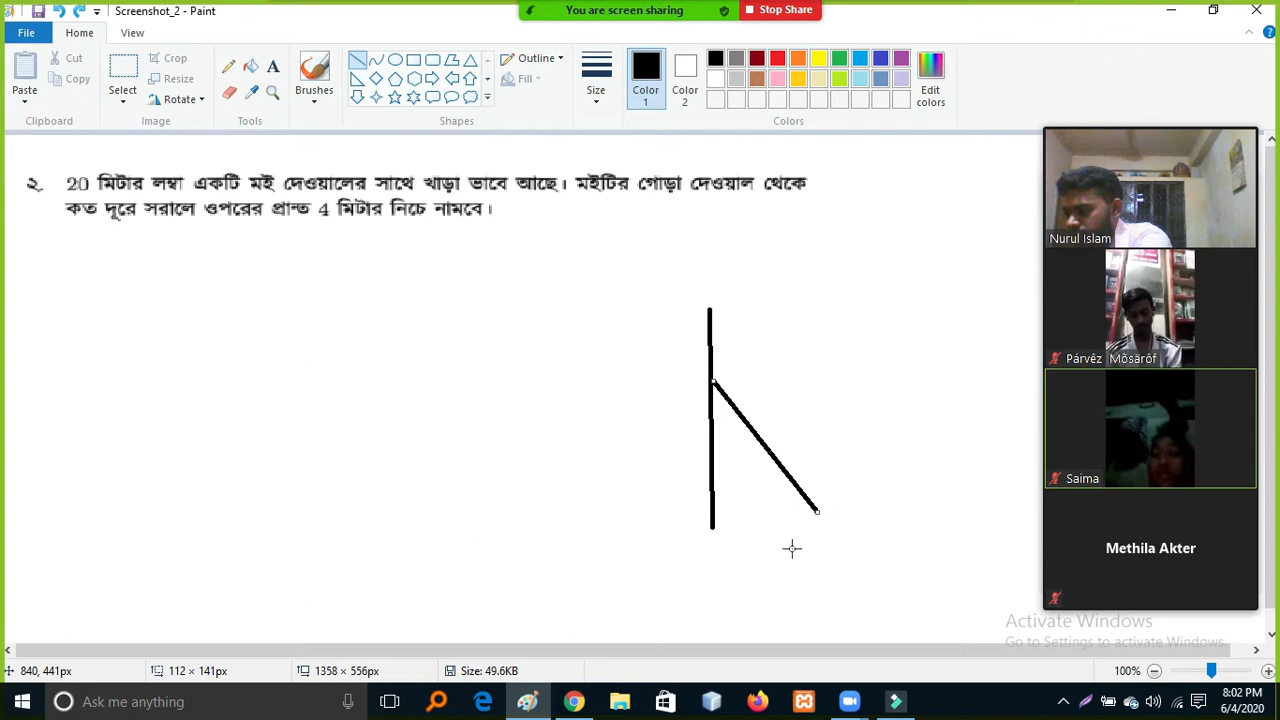 Screenshot_2 - Paint
You are screen sharing
Stop Share
File
Home
View
Paste
Cut
Copy
Clipboard
Select
Crop
Resize
Rotate
Image
Tools
Brushes
Shapes
Outline
Fill
Size
Color 1
Color 2
Colors
Edit colors
২. 20 মিটার লম্বা একটি মই দেওয়ালের সাথে খাড়া ভাবে আছে। মইটির গোড়া দেওয়াল থেকে
কত দূরে সরালে ওপরের প্রান্ত 4 মিটার নিচে নামবে।
Nurul Islam
Párvêz Mõsärôf
Saima
Methila Akter
Activate Windows
Go to Settings to activate Windows.
840, 441px
112 × 141px
1358 × 556px
Size: 49.6KB
100%
Ask me anything
8:02 PM
6/4/2020